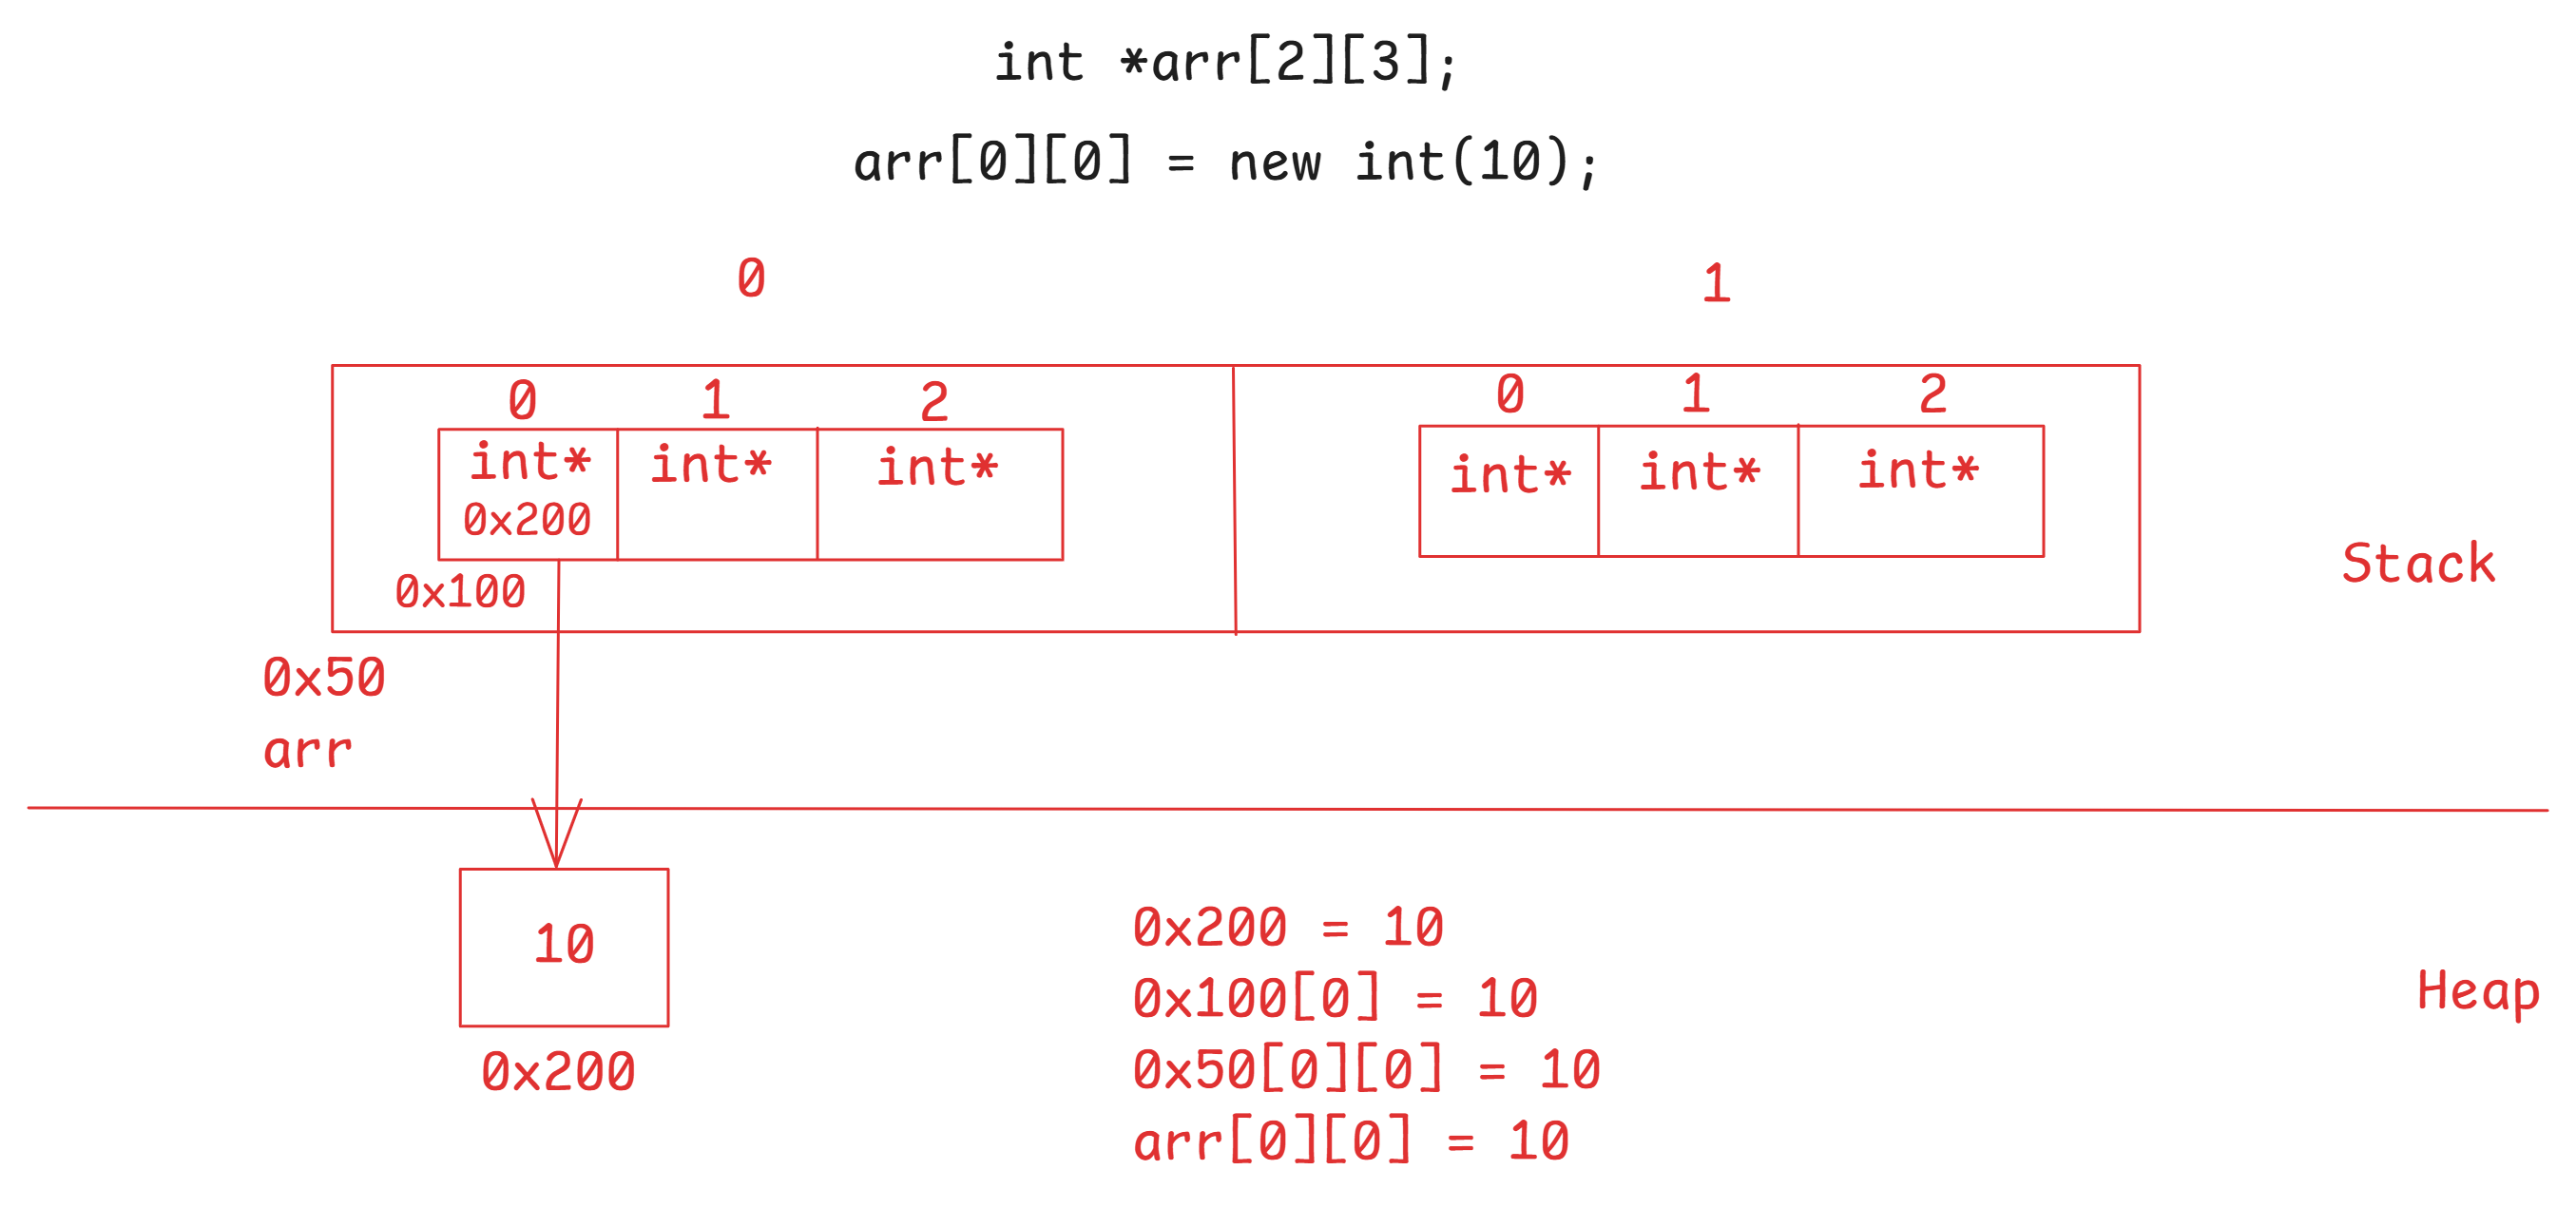 int *arr[2][3];
arr[0][0] = new int(10);
0 1
0 1 2 0 1 2
int* int* int* int* int* int*
0x200
0x100
Stack
0x50
arr
10
0x200
0x200 = 10
0x100[0] = 10
0x50[0][0] = 10
arr[0][0] = 10
Heap